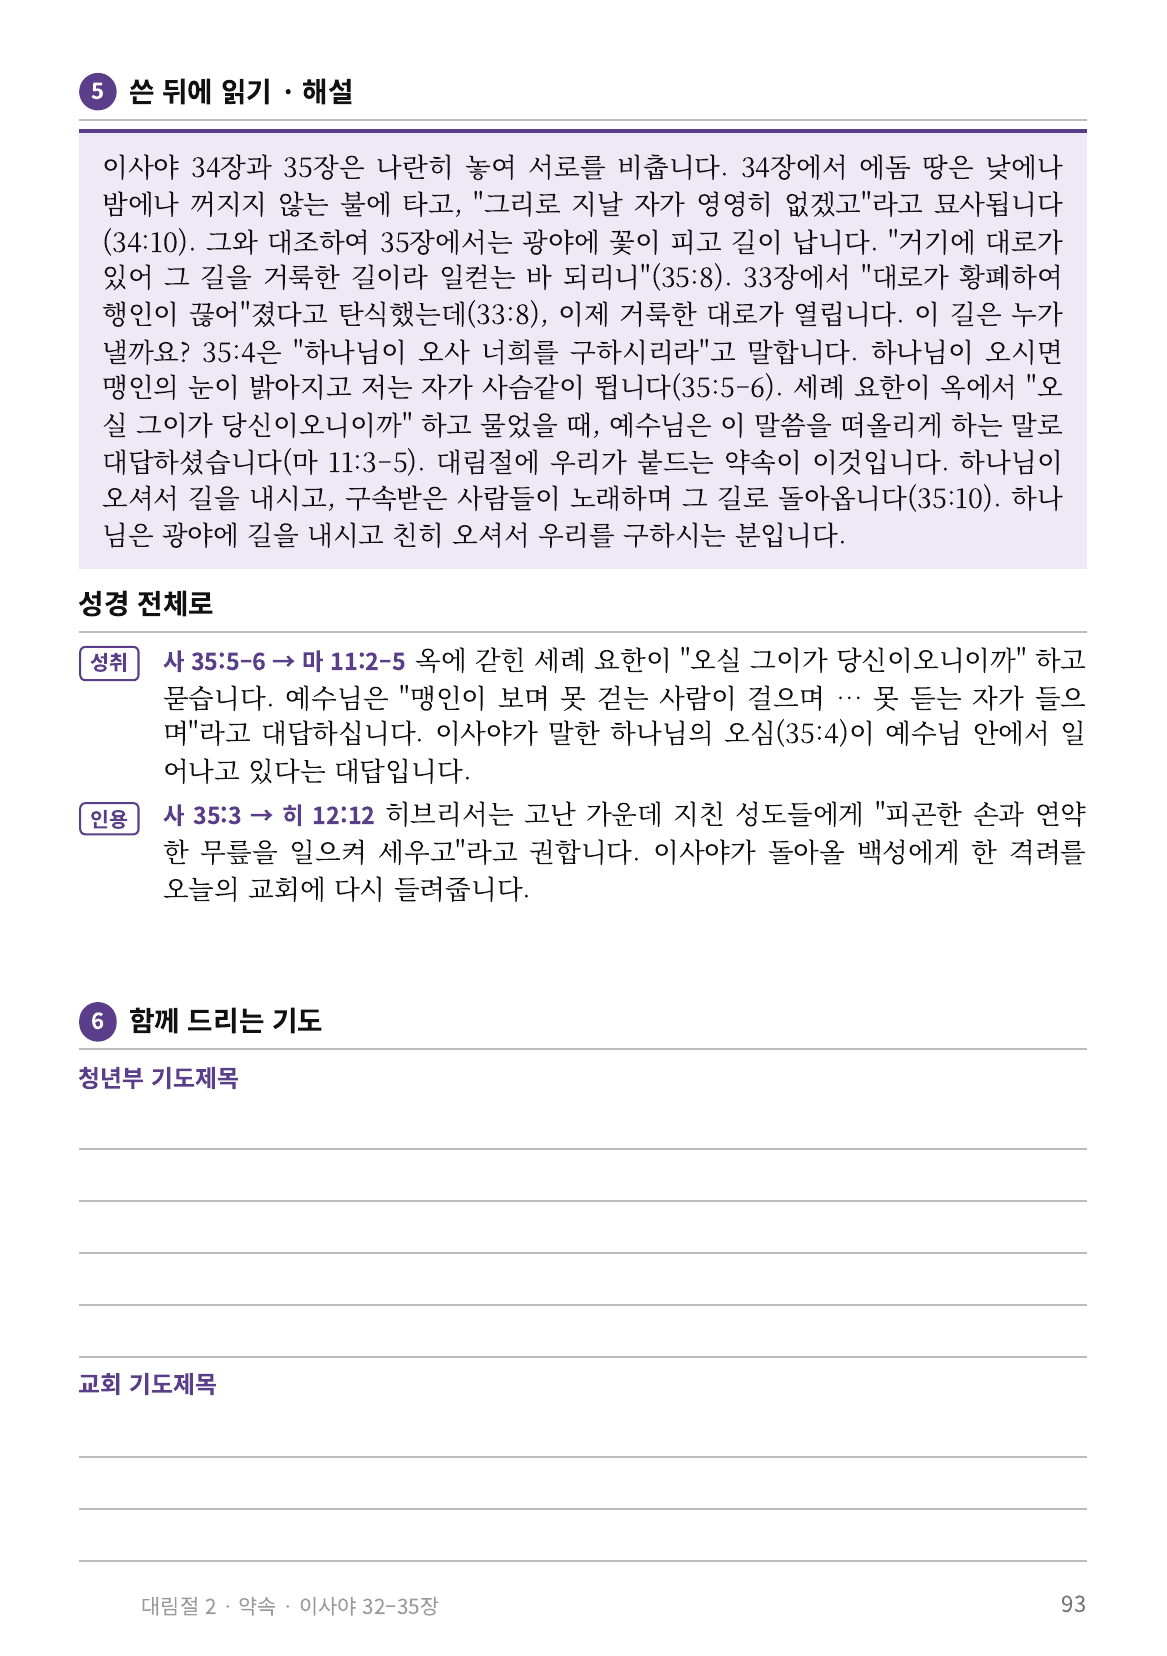 5 쓴 뒤에 읽기 · 해설
이사야 34장과 35장은 나란히 놓여 서로를 비춥니다. 34장에서 에돔 땅은 낮에나
밤에나 꺼지지 않는 불에 타고, "그리로 지날 자가 영영히 없겠고"라고 묘사됩니다
(34:10). 그와 대조하여 35장에서는 광야에 꽃이 피고 길이 납니다. "거기에 대로가
있어 그 길을 거룩한 길이라 일컫는 바 되리니"(35:8). 33장에서 "대로가 황폐하여
행인이 끊어"졌다고 탄식했는데(33:8), 이제 거룩한 대로가 열립니다. 이 길은 누가
낼까요? 35:4은 "하나님이 오사 너희를 구하시리라"고 말합니다. 하나님이 오시면
맹인의 눈이 밝아지고 저는 자가 사슴같이 뜁니다(35:5-6). 세례 요한이 옥에서 "오
실 그이가 당신이오니이까" 하고 물었을 때, 예수님은 이 말씀을 떠올리게 하는 말로
대답하셨습니다(마 11:3-5). 대림절에 우리가 붙드는 약속이 이것입니다. 하나님이
오셔서 길을 내시고, 구속받은 사람들이 노래하며 그 길로 돌아옵니다(35:10). 하나
님은 광야에 길을 내시고 친히 오셔서 우리를 구하시는 분입니다.
성경 전체로
성취 사 35:5-6 → 마 11:2-5 옥에 갇힌 세례 요한이 "오실 그이가 당신이오니이까" 하고
묻습니다. 예수님은 "맹인이 보며 못 걷는 사람이 걸으며 … 못 듣는 자가 들으
며"라고 대답하십니다. 이사야가 말한 하나님의 오심(35:4)이 예수님 안에서 일
어나고 있다는 대답입니다.
인용 사 35:3 → 히 12:12 히브리서는 고난 가운데 지친 성도들에게 "피곤한 손과 연약
한 무릎을 일으켜 세우고"라고 권합니다. 이사야가 돌아올 백성에게 한 격려를
오늘의 교회에 다시 들려줍니다.
6 함께 드리는 기도
청년부 기도제목
교회 기도제목
대림절 2 · 약속 · 이사야 32-35장
93